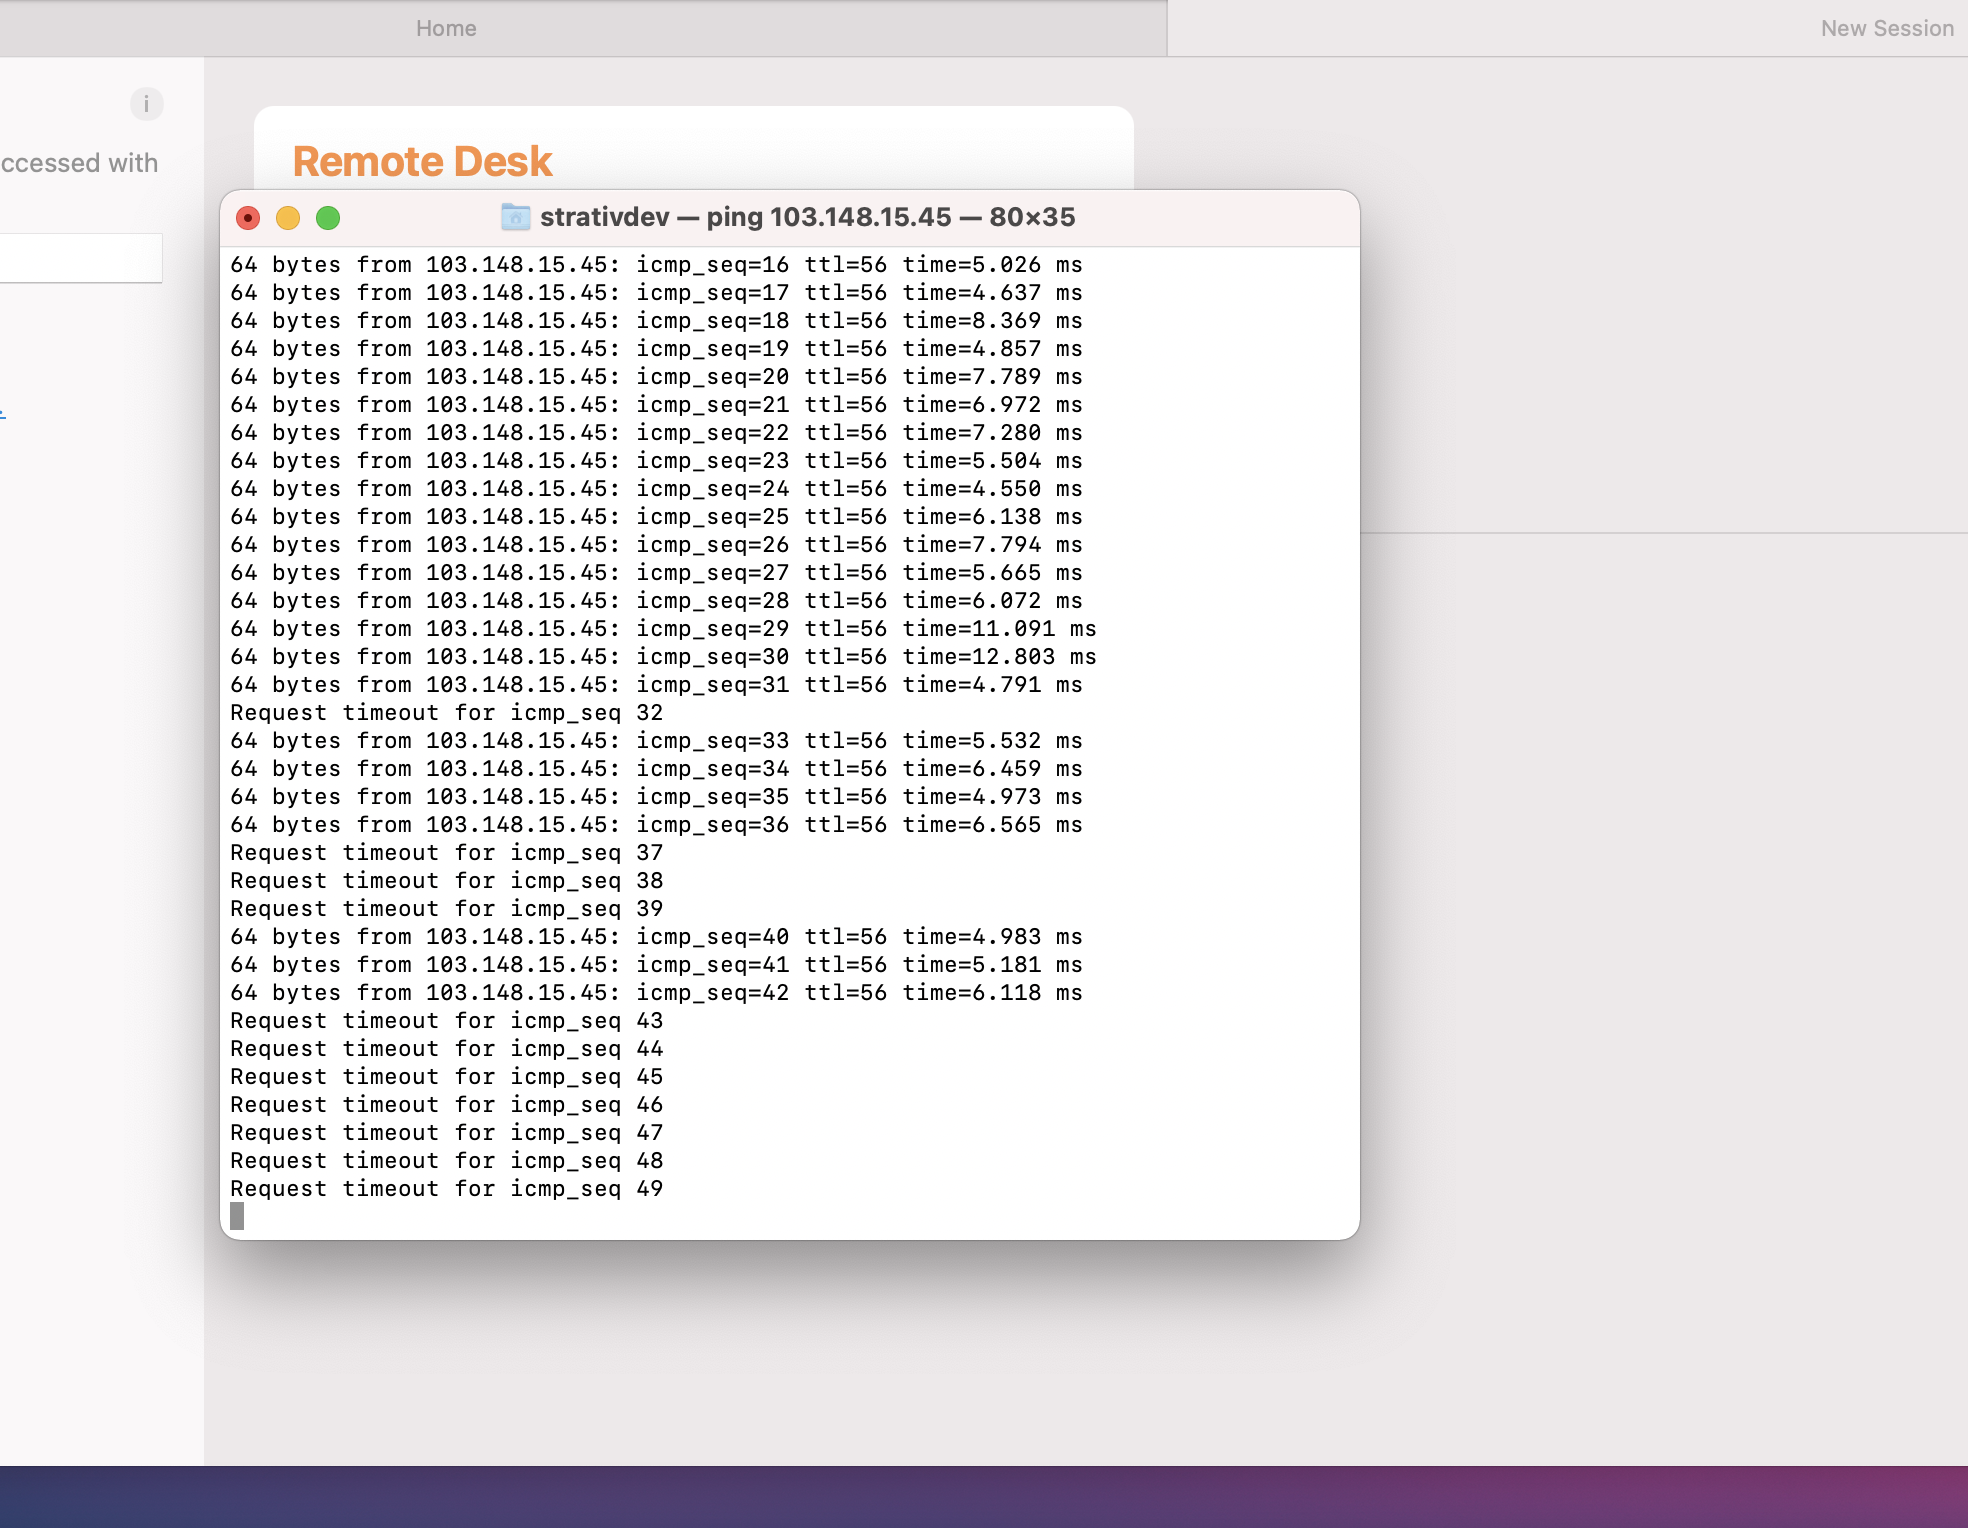 Home
New Session
i
ccessed with
Remote Desk
strativdev — ping 103.148.15.45 — 80×35
64 bytes from 103.148.15.45: icmp_seq=16 ttl=56 time=5.026 ms
64 bytes from 103.148.15.45: icmp_seq=17 ttl=56 time=4.637 ms
64 bytes from 103.148.15.45: icmp_seq=18 ttl=56 time=8.369 ms
64 bytes from 103.148.15.45: icmp_seq=19 ttl=56 time=4.857 ms
64 bytes from 103.148.15.45: icmp_seq=20 ttl=56 time=7.789 ms
64 bytes from 103.148.15.45: icmp_seq=21 ttl=56 time=6.972 ms
64 bytes from 103.148.15.45: icmp_seq=22 ttl=56 time=7.280 ms
64 bytes from 103.148.15.45: icmp_seq=23 ttl=56 time=5.504 ms
64 bytes from 103.148.15.45: icmp_seq=24 ttl=56 time=4.550 ms
64 bytes from 103.148.15.45: icmp_seq=25 ttl=56 time=6.138 ms
64 bytes from 103.148.15.45: icmp_seq=26 ttl=56 time=7.794 ms
64 bytes from 103.148.15.45: icmp_seq=27 ttl=56 time=5.665 ms
64 bytes from 103.148.15.45: icmp_seq=28 ttl=56 time=6.072 ms
64 bytes from 103.148.15.45: icmp_seq=29 ttl=56 time=11.091 ms
64 bytes from 103.148.15.45: icmp_seq=30 ttl=56 time=12.803 ms
64 bytes from 103.148.15.45: icmp_seq=31 ttl=56 time=4.791 ms
Request timeout for icmp_seq 32
64 bytes from 103.148.15.45: icmp_seq=33 ttl=56 time=5.532 ms
64 bytes from 103.148.15.45: icmp_seq=34 ttl=56 time=6.459 ms
64 bytes from 103.148.15.45: icmp_seq=35 ttl=56 time=4.973 ms
64 bytes from 103.148.15.45: icmp_seq=36 ttl=56 time=6.565 ms
Request timeout for icmp_seq 37
Request timeout for icmp_seq 38
Request timeout for icmp_seq 39
64 bytes from 103.148.15.45: icmp_seq=40 ttl=56 time=4.983 ms
64 bytes from 103.148.15.45: icmp_seq=41 ttl=56 time=5.181 ms
64 bytes from 103.148.15.45: icmp_seq=42 ttl=56 time=6.118 ms
Request timeout for icmp_seq 43
Request timeout for icmp_seq 44
Request timeout for icmp_seq 45
Request timeout for icmp_seq 46
Request timeout for icmp_seq 47
Request timeout for icmp_seq 48
Request timeout for icmp_seq 49